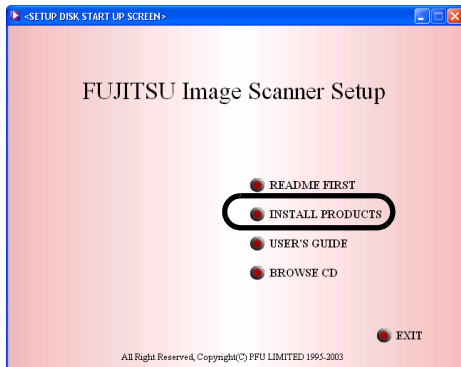 <SETUP DISK START UP SCREEN>
FUJITSU Image Scanner Setup
README FIRST
INSTALL PRODUCTS
USER'S GUIDE
BROWSE CD
EXIT
All Right Reserved, Copyright(C) PFU LIMITED 1995-2003